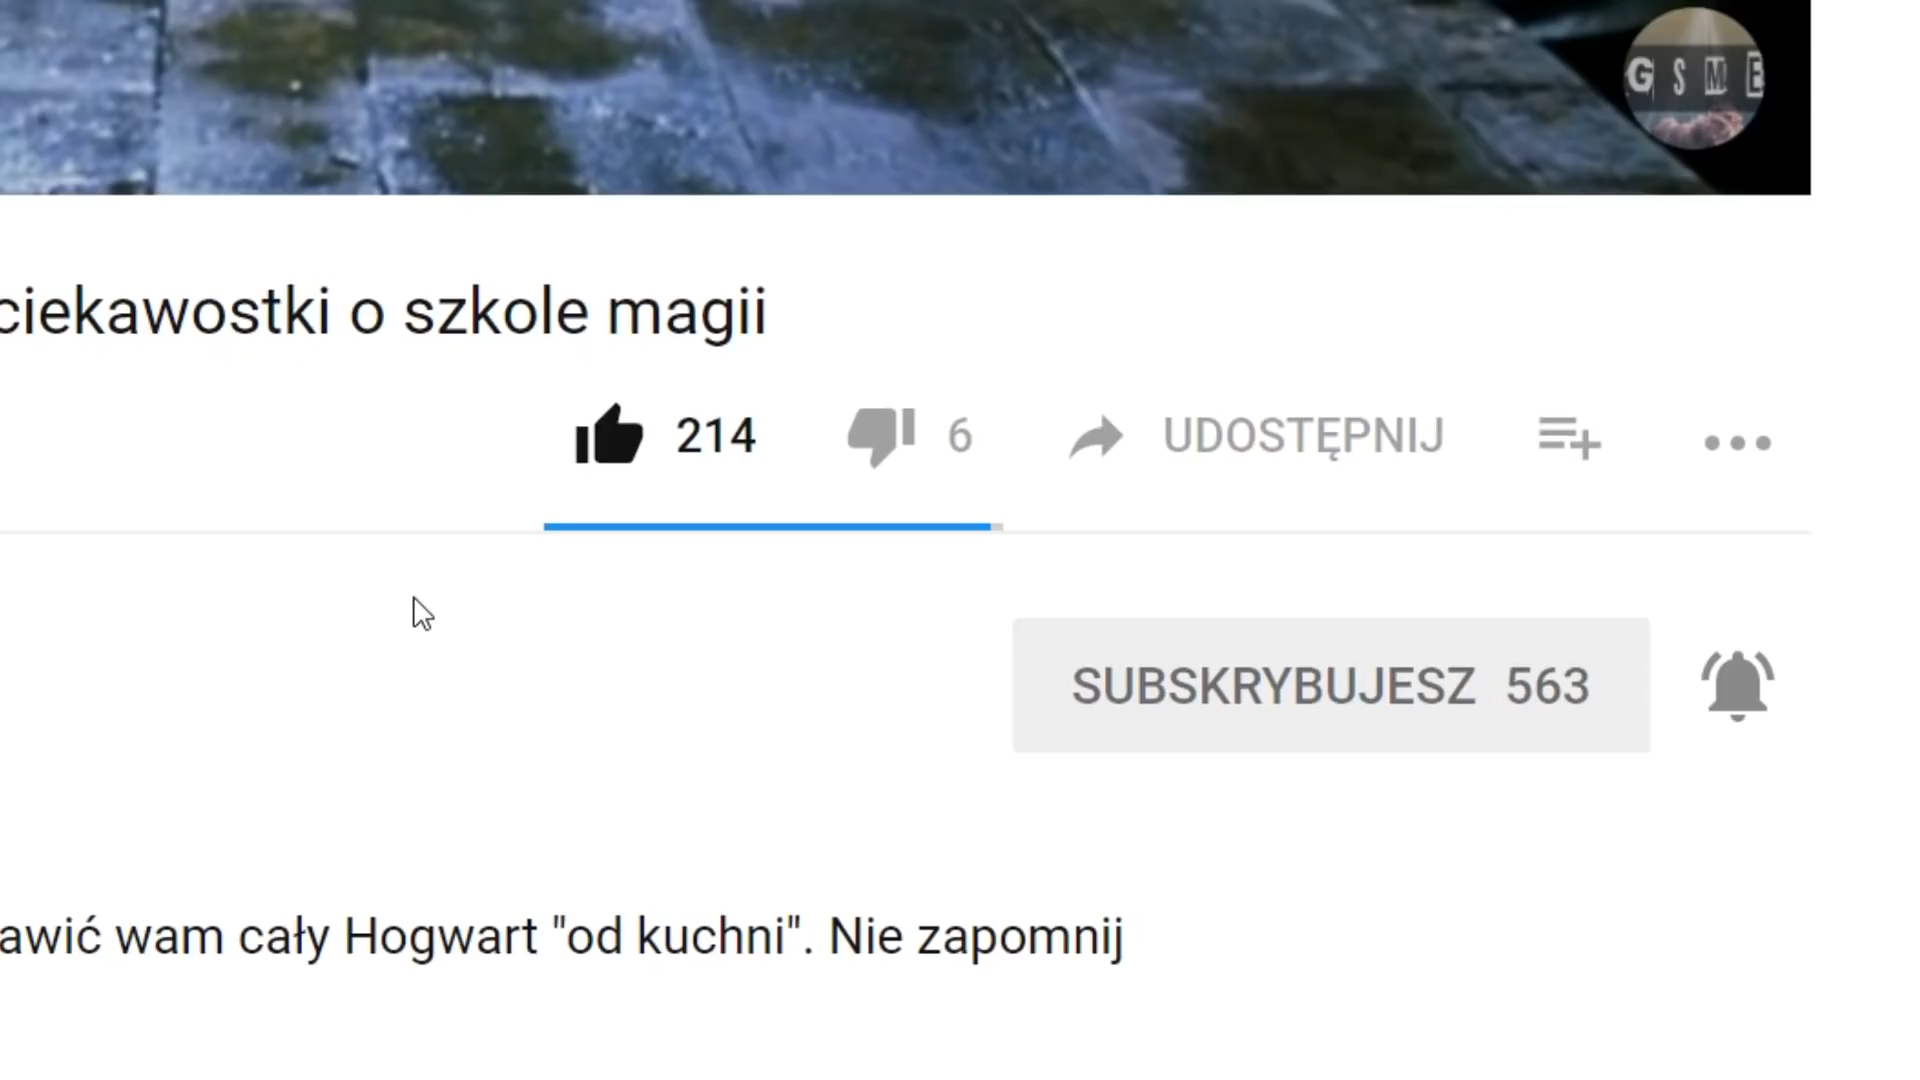 G S M E
ciekawostki o szkole magii
214 6 UDOSTĘPNIJ
SUBSKRYBUJESZ 563
awić wam cały Hogwart "od kuchni". Nie zapomnij